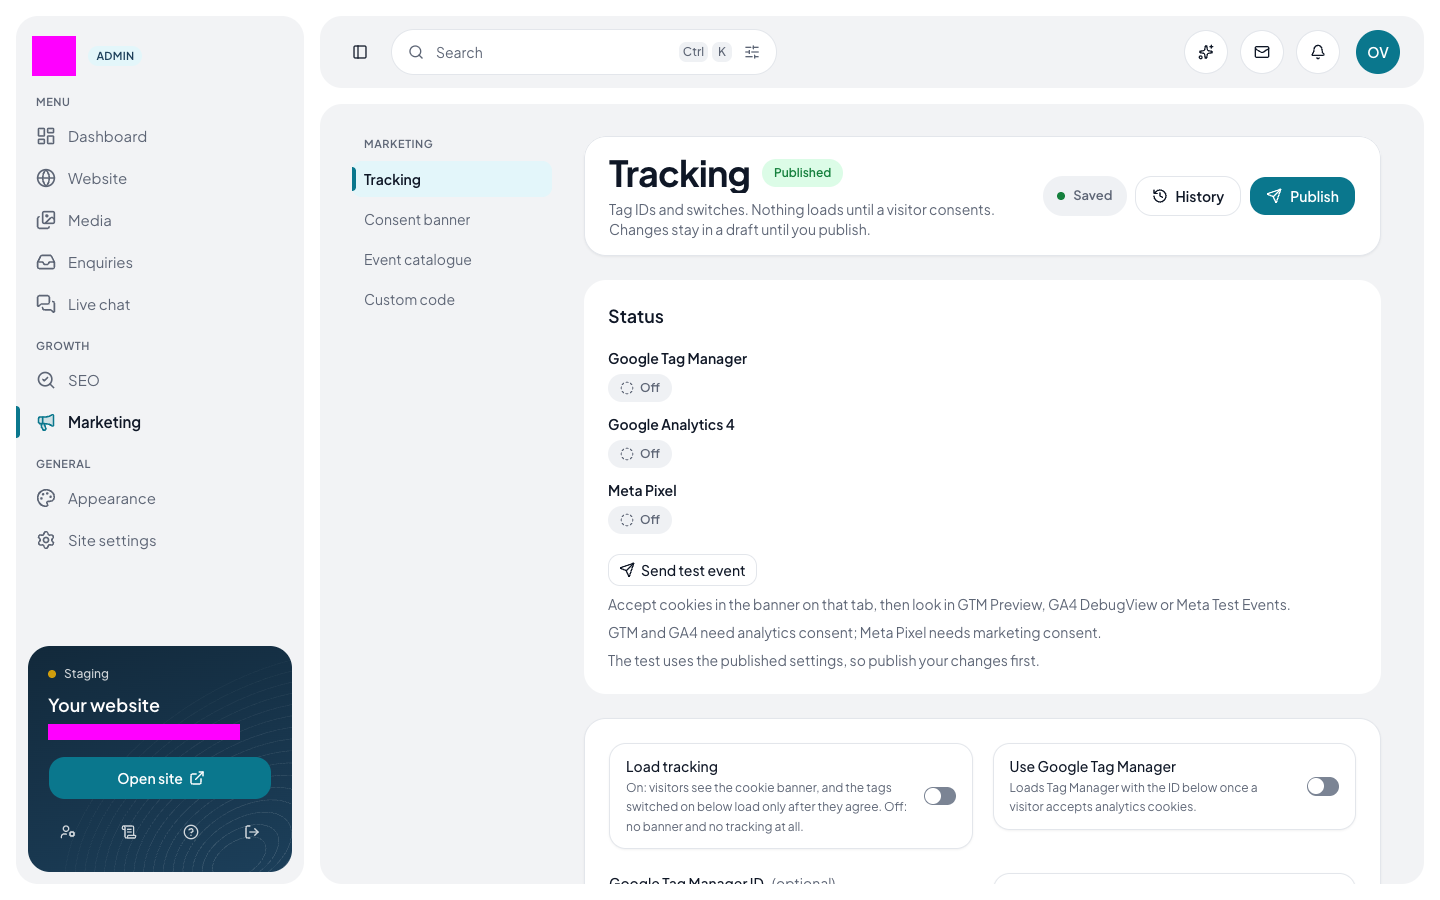 ADMIN
MENU
Dashboard
Website
Media
Enquiries
Live chat
GROWTH
SEO
Marketing
GENERAL
Appearance
Site settings
Staging
Your website
Open site
Search
Ctrl K
OV
MARKETING
Tracking
Consent banner
Event catalogue
Custom code
Tracking Published
Tag IDs and switches. Nothing loads until a visitor consents.
Changes stay in a draft until you publish.
Saved
History
Publish
Status
Google Tag Manager
Off
Google Analytics 4
Off
Meta Pixel
Off
Send test event
Accept cookies in the banner on that tab, then look in GTM Preview, GA4 DebugView or Meta Test Events.
GTM and GA4 need analytics consent; Meta Pixel needs marketing consent.
The test uses the published settings, so publish your changes first.
Load tracking
On: visitors see the cookie banner, and the tags
switched on below load only after they agree. Off:
no banner and no tracking at all.
Use Google Tag Manager
Loads Tag Manager with the ID below once a
visitor accepts analytics cookies.
Google Tag Manager ID (optional)